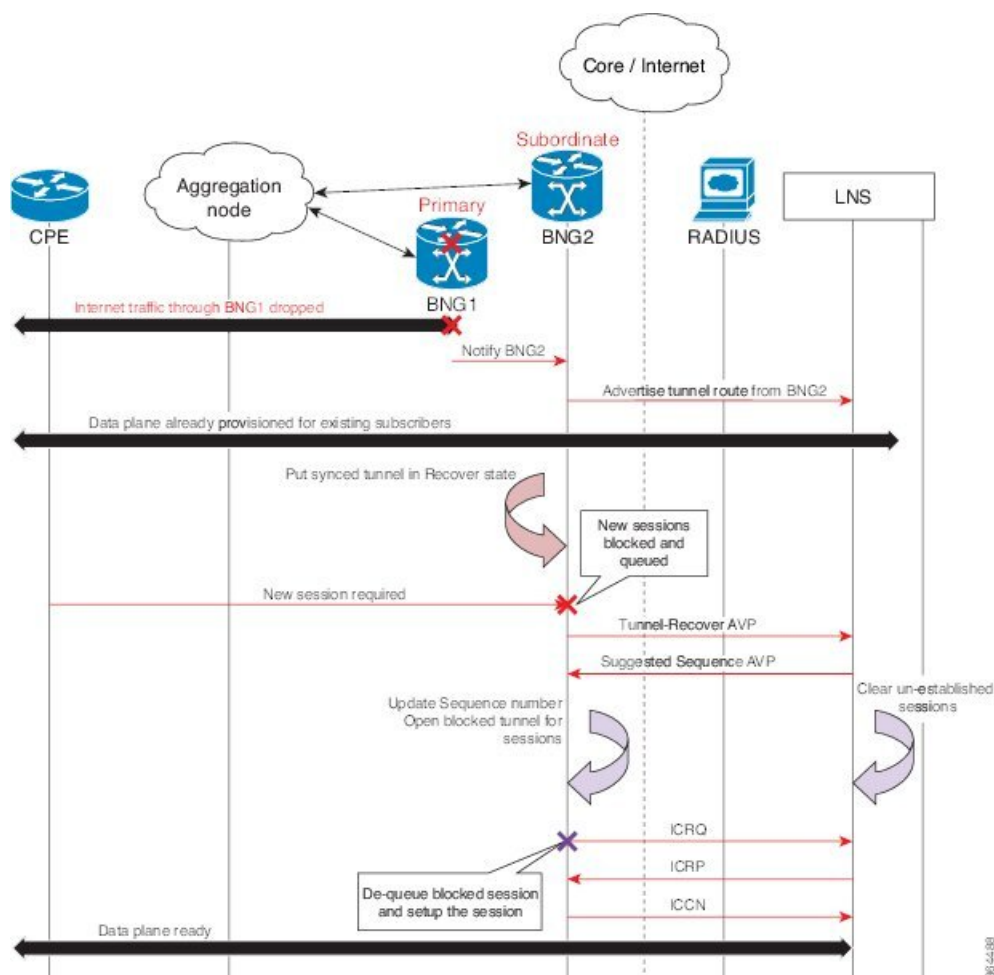 Core / Internet
Subordinate
Aggregation
node
Primary
LNS
CPE
BNG2
RADIUS
BNG1
Internet traffic through BNG1 dropped
Notify BNG2
Advertise tunnel route from BNG2
Data plane already provisioned for existing subscribers
Put synced tunnel in Recover state
New sessions
blocked and
queued
New session required
Tunnel-Recover AVP
Suggested Sequence AVP
Clear un-established
sessions
Update Sequence number
Open blocked tunnel for
sessions
ICRQ
ICRP
De-queue blocked session
and setup the session
ICCN
Data plane ready